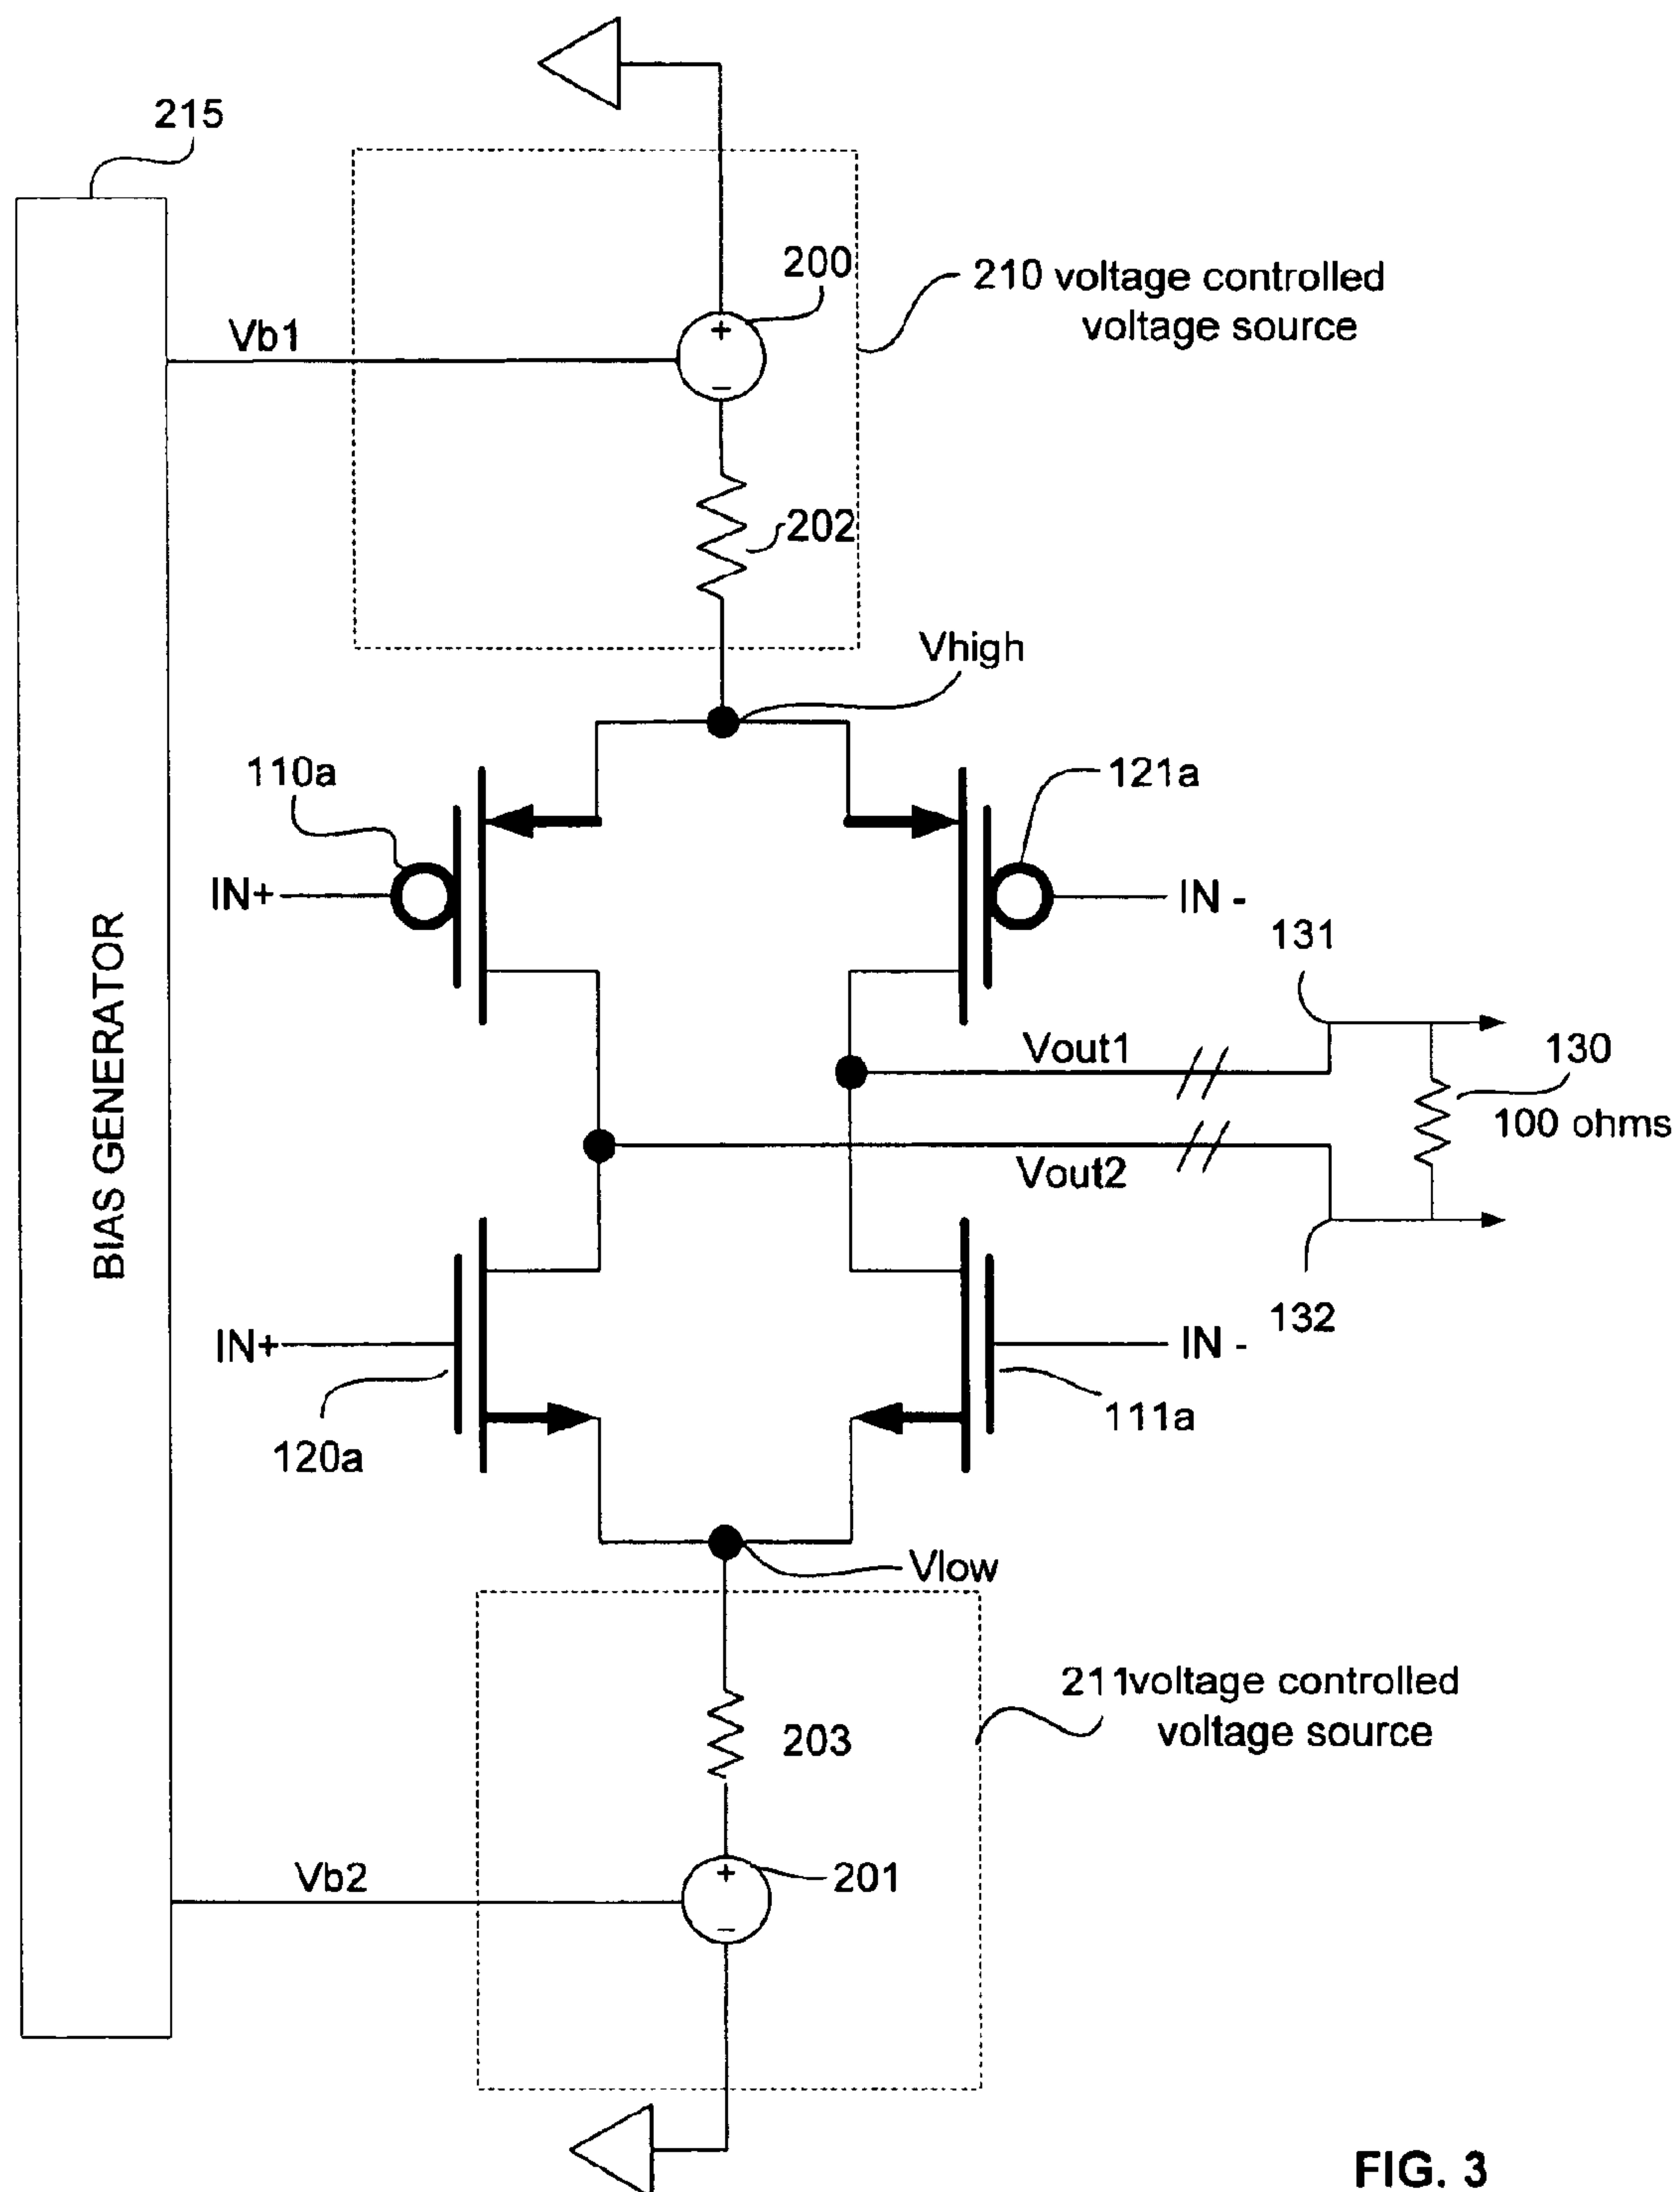 215
200
210 voltage controlled
voltage source
Vb1
202
Vhigh
110a
121a
IN+
IN -
131
BIAS GENERATOR
Vout1
130
100 ohms
Vout2
132
IN+
IN -
120a
111a
Vlow
211voltage controlled
voltage source
203
Vb2
201
FIG. 3
+
−
+
−